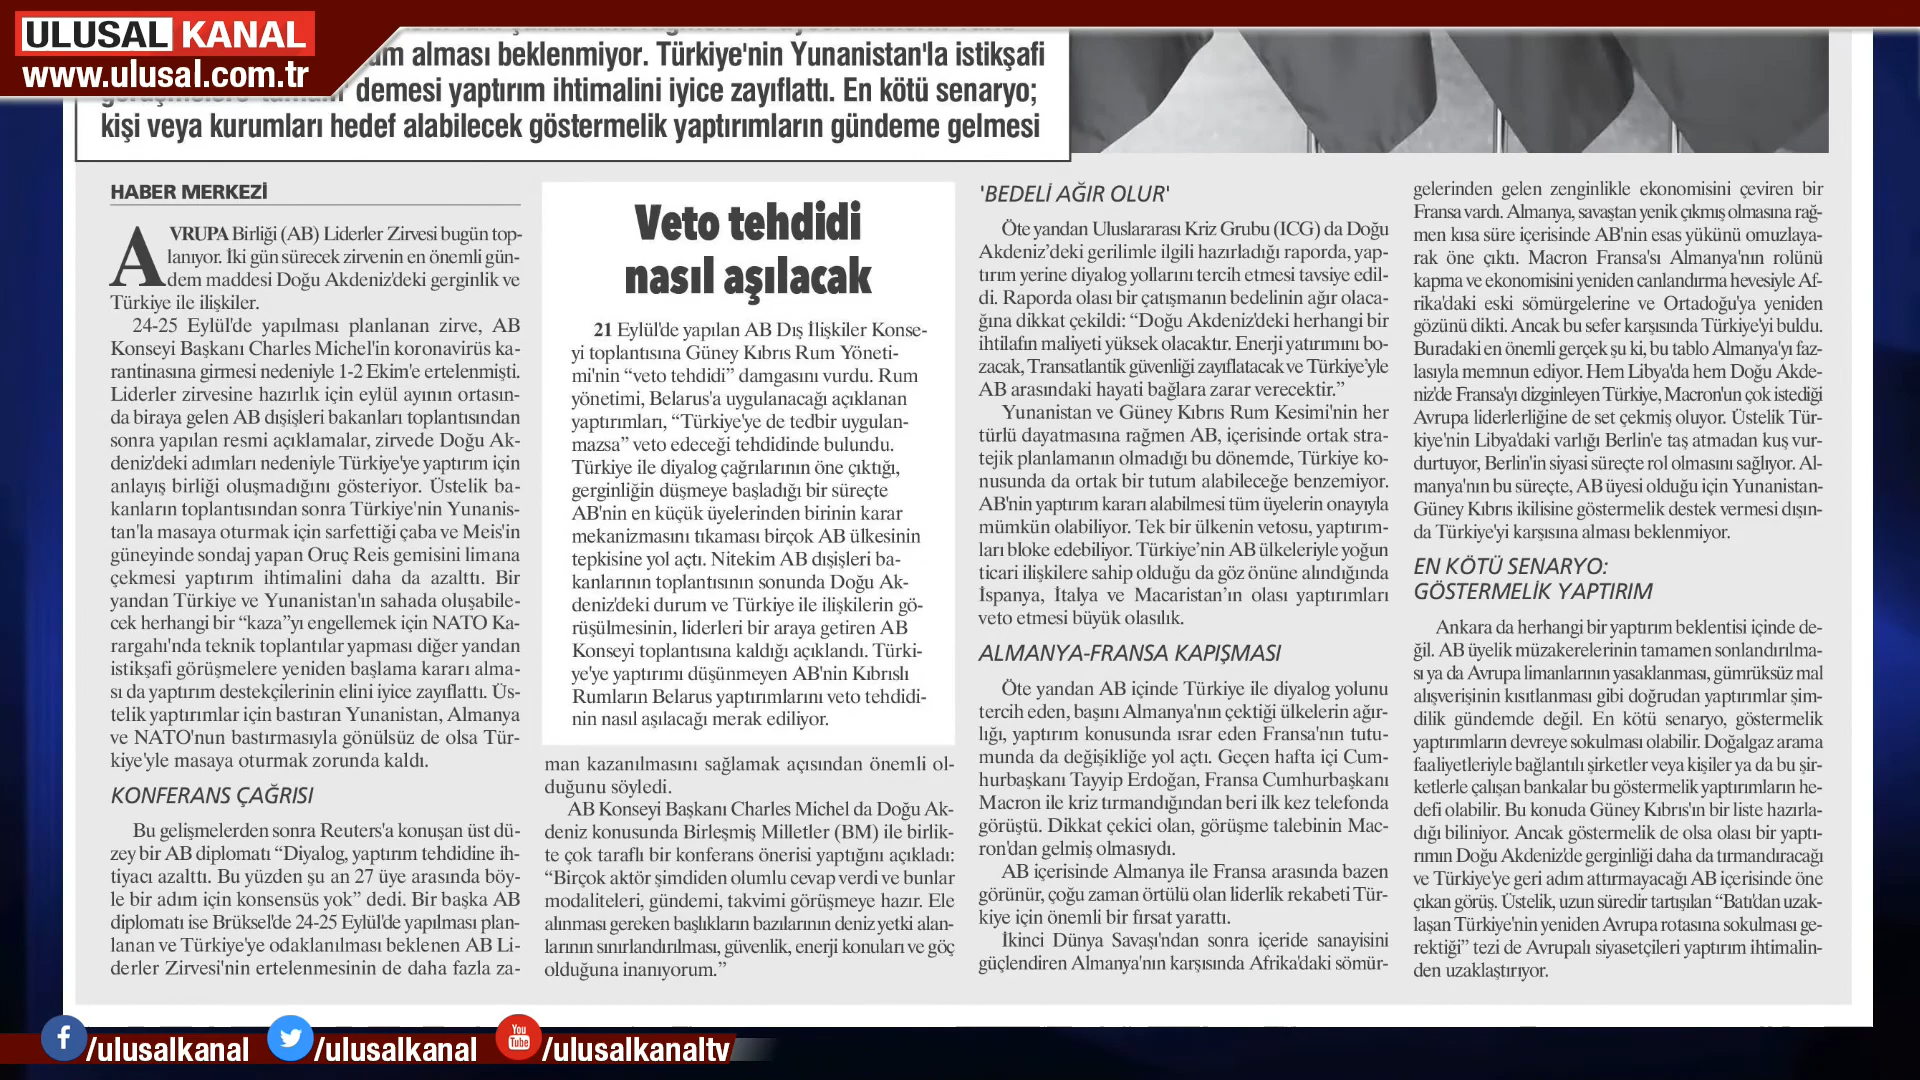 ULUSAL KANAL
www.ulusal.com.tr
alması beklenmiyor. Türkiye'nin Yunanistan'la istikşafi
demesi yaptırım ihtimalini iyice zayıflattı. En kötü senaryo;
kişi veya kurumları hedef alabilecek göstermelik yaptırımların gündeme gelmesi
HABER MERKEZİ
AVRUPA Birliği (AB) Liderler Zirvesi bugün top-
lanıyor. İki gün sürecek zirvenin en önemli gün-
dem maddesi Doğu Akdeniz'deki gerginlik ve
Türkiye ile ilişkiler.
24-25 Eylül'de yapılması planlanan zirve, AB
Konseyi Başkanı Charles Michel'in koronavirüs ka-
rantinasına girmesi nedeniyle 1-2 Ekim'e ertelenmişti.
Liderler zirvesine hazırlık için eylül ayının ortasın-
da biraya gelen AB dışişleri bakanları toplantısından
sonra yapılan resmi açıklamalar, zirvede Doğu Ak-
deniz'deki adımları nedeniyle Türkiye'ye yaptırım için
anlayış birliği oluşmadığını gösteriyor. Üstelik ba-
kanların toplantısından sonra Türkiye'nin Yunanis-
tan'la masaya oturmak için sarfettiği çaba ve Meis'in
güneyinde sondaj yapan Oruç Reis gemisini limana
çekmesi yaptırım ihtimalini daha da azalttı. Bir
yandan Türkiye ve Yunanistan'ın sahada oluşabile-
cek herhangi bir “kaza”yı engellemek için NATO Ka-
rargahı'nda teknik toplantılar yapması diğer yandan
istikşafi görüşmelere yeniden başlama kararı alma-
sı da yaptırım destekçilerinin elini iyice zayıflattı. Üs-
telik yaptırımlar için bastıran Yunanistan, Almanya
ve NATO'nun bastırmasıyla gönülsüz de olsa Tür-
kiye'yle masaya oturmak zorunda kaldı.
KONFERANS ÇAĞRISI
Bu gelişmelerden sonra Reuters'a konuşan üst dü-
zey bir AB diplomatı “Diyalog, yaptırım tehdidine ih-
tiyacı azalttı. Bu yüzden şu an 27 üye arasında böy-
le bir adım için konsensüs yok” dedi. Bir başka AB
diplomatı ise Brüksel'de 24-25 Eylül'de yapılması plan-
lanan ve Türkiye'ye odaklanılması beklenen AB Li-
derler Zirvesi'nin ertelenmesinin de daha fazla za-
Veto tehdidi
nasıl aşılacak
21 Eylül'de yapılan AB Dış İlişkiler Konse-
yi toplantısına Güney Kıbrıs Rum Yöneti-
mi'nin “veto tehdidi” damgasını vurdu. Rum
yönetimi, Belarus'a uygulanacağı açıklanan
yaptırımları, “Türkiye'ye de tedbir uygulan-
mazsa” veto edeceği tehdidinde bulundu.
Türkiye ile diyalog çağrılarının öne çıktığı,
gerginliğin düşmeye başladığı bir süreçte
AB'nin en küçük üyelerinden birinin karar
mekanizmasını tıkaması birçok AB ülkesinin
tepkisine yol açtı. Nitekim AB dışişleri ba-
kanlarının toplantısının sonunda Doğu Ak-
deniz'deki durum ve Türkiye ile ilişkilerin gö-
rüşülmesinin, liderleri bir araya getiren AB
Konseyi toplantısına kaldığı açıklandı. Türki-
ye'ye yaptırımı düşünmeyen AB'nin Kıbrıslı
Rumların Belarus yaptırımlarını veto tehdidi-
nin nasıl aşılacağı merak ediliyor.
man kazanılmasını sağlamak açısından önemli ol-
duğunu söyledi.
AB Konseyi Başkanı Charles Michel da Doğu Ak-
deniz konusunda Birleşmiş Milletler (BM) ile birlik-
te çok taraflı bir konferans önerisi yaptığını açıkladı:
“Birçok aktör şimdiden olumlu cevap verdi ve bunlar
modaliteleri, gündemi, takvimi görüşmeye hazır. Ele
alınması gereken başlıkların bazılarının deniz yetki alan-
larının sınırlandırılması, güvenlik, enerji konuları ve göç
olduğuna inanıyorum.”
'BEDELİ AĞIR OLUR'
Öte yandan Uluslararası Kriz Grubu (ICG) da Doğu
Akdeniz’deki gerilimle ilgili hazırladığı raporda, yap-
tırım yerine diyalog yollarını tercih etmesi tavsiye edil-
di. Raporda olası bir çatışmanın bedelinin ağır olaca-
ğına dikkat çekildi: “Doğu Akdeniz'deki herhangi bir
ihtilafın maliyeti yüksek olacaktır. Enerji yatırımını bo-
zacak, Transatlantik güvenliği zayıflatacak ve Türkiye’yle
AB arasındaki hayati bağlara zarar verecektir.”
Yunanistan ve Güney Kıbrıs Rum Kesimi'nin her
türlü dayatmasına rağmen AB, içerisinde ortak stra-
tejik planlamanın olmadığı bu dönemde, Türkiye ko-
nusunda da ortak bir tutum alabileceğe benzemiyor.
AB'nin yaptırım kararı alabilmesi tüm üyelerin onayıyla
mümkün olabiliyor. Tek bir ülkenin vetosu, yaptırım-
ları bloke edebiliyor. Türkiye’nin AB ülkeleriyle yoğun
ticari ilişkilere sahip olduğu da göz önüne alındığında
İspanya, İtalya ve Macaristan’ın olası yaptırımları
veto etmesi büyük olasılık.
ALMANYA-FRANSA KAPIŞMASI
Öte yandan AB içinde Türkiye ile diyalog yolunu
tercih eden, başını Almanya'nın çektiği ülkelerin ağır-
lığı, yaptırım konusunda ısrar eden Fransa'nın tutu-
munda da değişikliğe yol açtı. Geçen hafta içi Cum-
hurbaşkanı Tayyip Erdoğan, Fransa Cumhurbaşkanı
Macron ile kriz tırmandığından beri ilk kez telefonda
görüştü. Dikkat çekici olan, görüşme talebinin Mac-
ron'dan gelmiş olmasıydı.
AB içerisinde Almanya ile Fransa arasında bazen
görünür, çoğu zaman örtülü olan liderlik rekabeti Tür-
kiye için önemli bir fırsat yarattı.
İkinci Dünya Savaşı'ndan sonra içeride sanayisini
güçlendiren Almanya'nın karşısında Afrika'daki sömür-
gelerinden gelen zenginlikle ekonomisini çeviren bir
Fransa vardı. Almanya, savaştan yenik çıkmış olmasına rağ-
men kısa süre içerisinde AB'nin esas yükünü omuzlaya-
rak öne çıktı. Macron Fransa'sı Almanya'nın rolünü
kapma ve ekonomisini yeniden canlandırma hevesiyle Af-
rika'daki eski sömürgelerine ve Ortadoğu'ya yeniden
gözünü dikti. Ancak bu sefer karşısında Türkiye'yi buldu.
Buradaki en önemli gerçek şu ki, bu tablo Almanya'yı faz-
lasıyla memnun ediyor. Hem Libya'da hem Doğu Akde-
niz'de Fransa'yı dizginleyen Türkiye, Macron'un çok istediği
Avrupa liderlerliğine de set çekmiş oluyor. Üstelik Tür-
kiye'nin Libya'daki varlığı Berlin'e taş atmadan kuş vur-
durtuyor, Berlin'in siyasi süreçte rol olmasını sağlıyor. Al-
manya'nın bu süreçte, AB üyesi olduğu için Yunanistan-
Güney Kıbrıs ikilisine göstermelik destek vermesi dışın-
da Türkiye'yi karşısına alması beklenmiyor.
EN KÖTÜ SENARYO:
GÖSTERMELİK YAPTIRIM
Ankara da herhangi bir yaptırım beklentisi içinde de-
ğil. AB üyelik müzakerelerinin tamamen sonlandırılma-
sı ya da Avrupa limanlarının yasaklanması, gümrüksüz mal
alışverişinin kısıtlanması gibi doğrudan yaptırımlar şim-
dilik gündemde değil. En kötü senaryo, göstermelik
yaptırımların devreye sokulması olabilir. Doğalgaz arama
faaliyetleriyle bağlantılı şirketler veya kişiler ya da bu şir-
ketlerle çalışan bankalar bu göstermelik yaptırımların he-
defi olabilir. Bu konuda Güney Kıbrıs'ın bir liste hazırla-
dığı biliniyor. Ancak göstermelik de olsa olası bir yaptı-
rımın Doğu Akdeniz'de gerginliği daha da tırmandıracağı
ve Türkiye'ye geri adım attırmayacağı AB içerisinde öne
çıkan görüş. Üstelik, uzun süredir tartışılan “Batı'dan uzak-
laşan Türkiye'nin yeniden Avrupa rotasına sokulması ge-
rektiği” tezi de Avrupalı siyasetçileri yaptırım ihtimalin-
den uzaklaştırıyor.
f /ulusalkanal
/ulusalkanal
You Tube /ulusalkanaltv